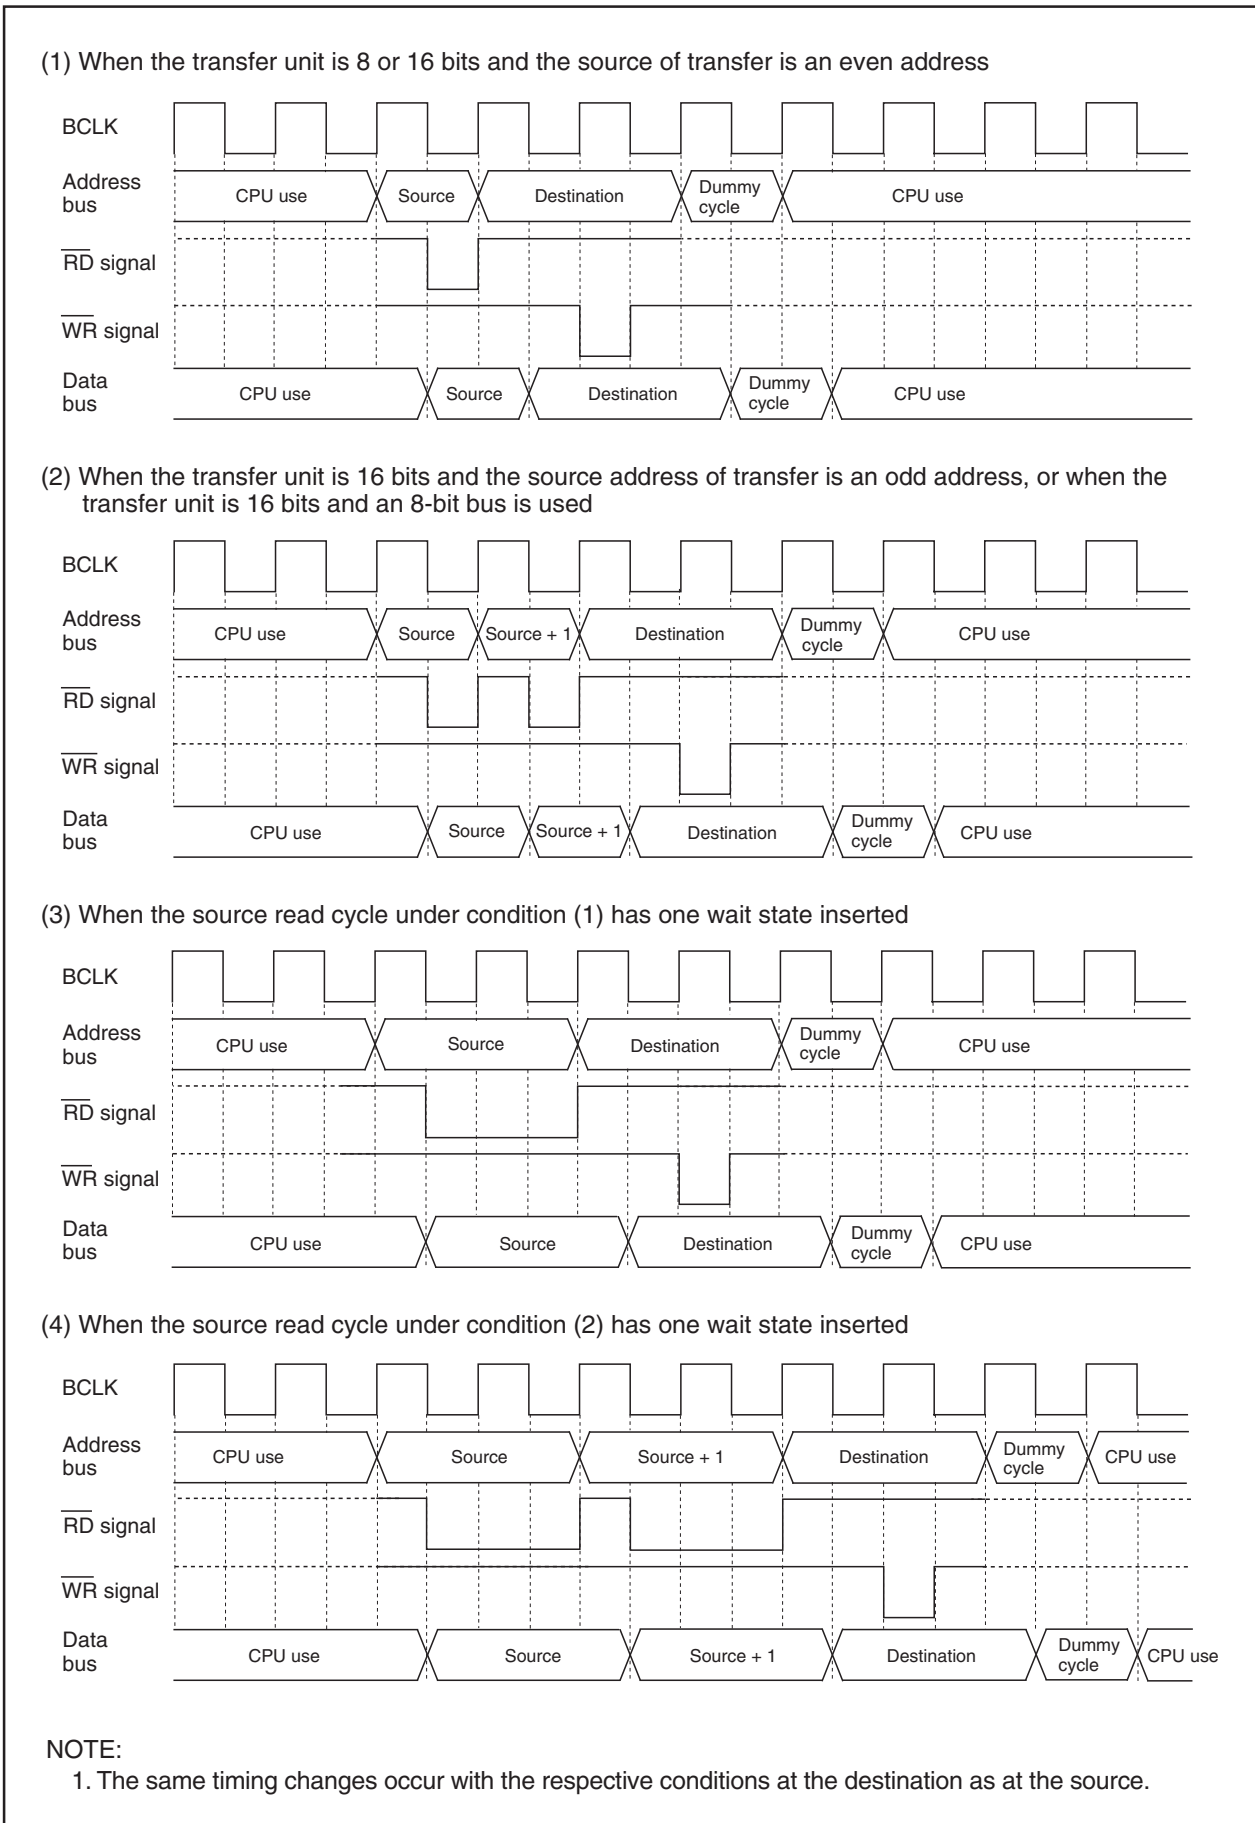 (1) When the transfer unit is 8 or 16 bits and the source of transfer is an even address
BCLK
Address
bus
CPU use
Source
Destination
Dummy
cycle
CPU use
RD signal
WR signal
Data
bus
CPU use
Source
Destination
Dummy
cycle
CPU use
(2) When the transfer unit is 16 bits and the source address of transfer is an odd address, or when the
transfer unit is 16 bits and an 8-bit bus is used
BCLK
Address
bus
CPU use
Source
Source + 1
Destination
Dummy
cycle
CPU use
RD signal
WR signal
Data
bus
CPU use
Source
Source + 1
Destination
Dummy
cycle
CPU use
(3) When the source read cycle under condition (1) has one wait state inserted
BCLK
Address
bus
CPU use
Source
Destination
Dummy
cycle
CPU use
RD signal
WR signal
Data
bus
CPU use
Source
Destination
Dummy
cycle
CPU use
(4) When the source read cycle under condition (2) has one wait state inserted
BCLK
Address
bus
CPU use
Source
Source + 1
Destination
Dummy
cycle
CPU use
RD signal
WR signal
Data
bus
CPU use
Source
Source + 1
Destination
Dummy
cycle
CPU use
NOTE:
1. The same timing changes occur with the respective conditions at the destination as at the source.